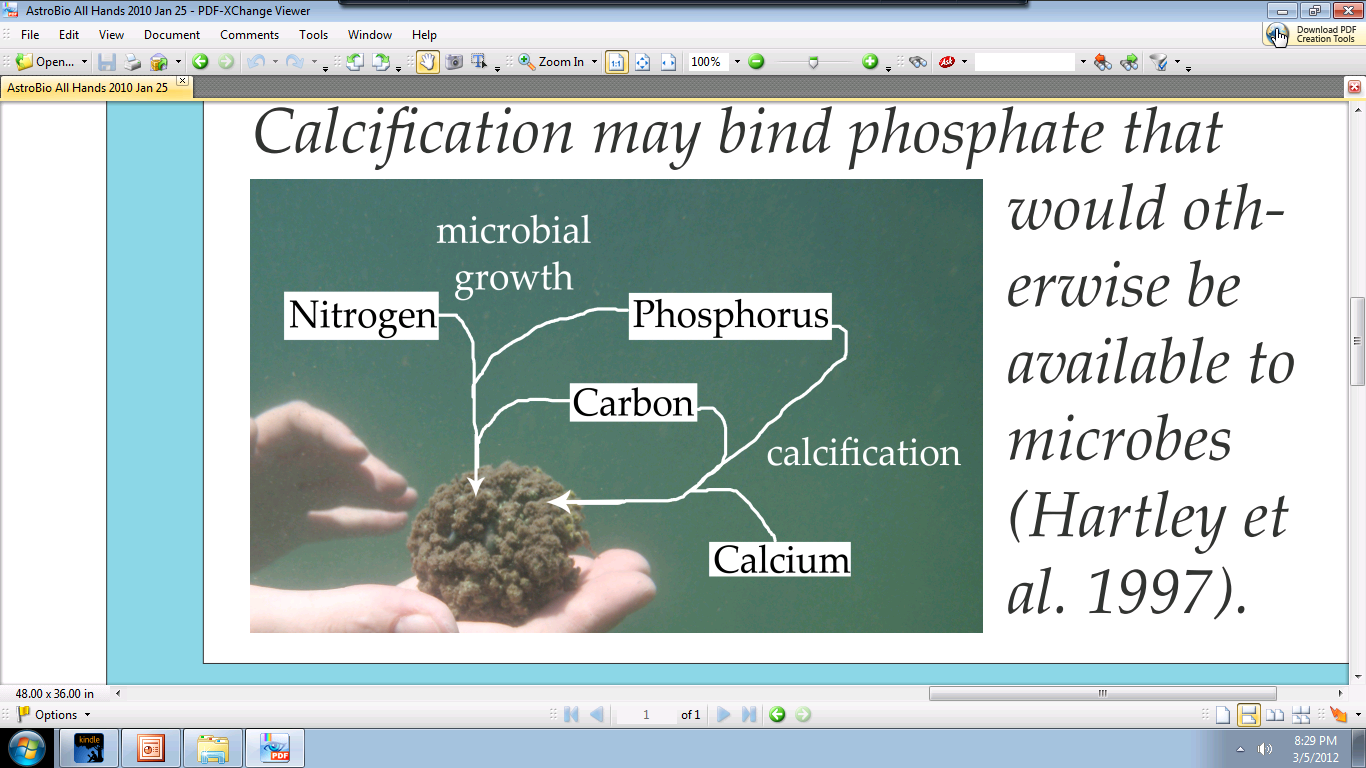 AstroBio All Hands 2010 Jan 25 - PDF-XChange Viewer
File Edit View Document Comments Tools Window Help
Download PDF
Creation Tools
Open... Zoom In 100%
AstroBio All Hands 2010 Jan 25
Calcification may bind phosphate that
would oth-
erwise be
available to
microbes
(Hartley et
al. 1997).
microbial
growth
Nitrogen
Phosphorus
Carbon
calcification
Calcium
48.00 x 36.00 in
Options 1 of 1
kindle
PDF
8:29 PM
3/5/2012